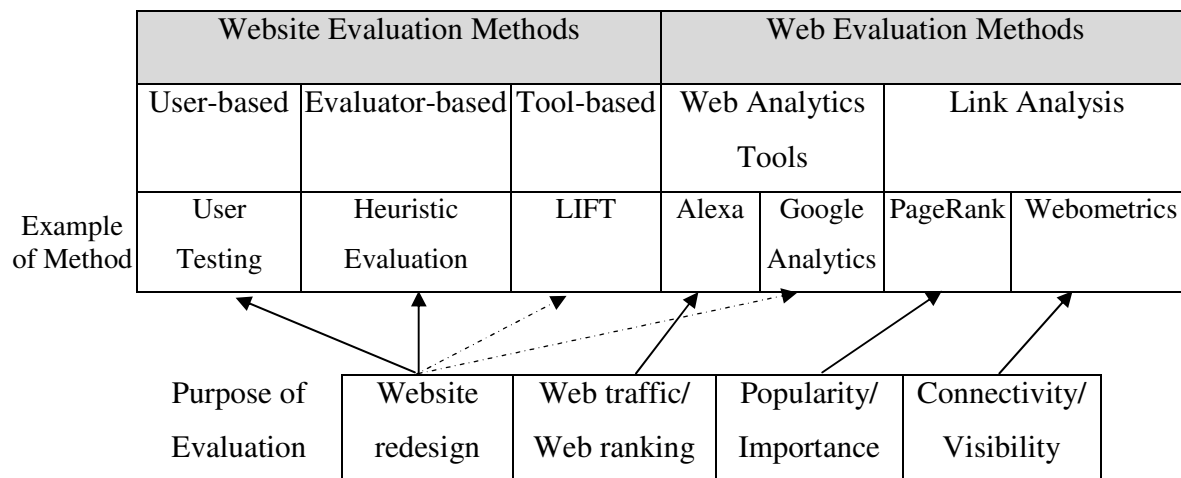 Website Evaluation Methods Web Evaluation Methods
User-based Evaluator-based Tool-based Web Analytics Link Analysis
Tools
Example
of Method
User Heuristic LIFT Alexa Google PageRank Webometrics
Testing Evaluation Analytics
Purpose of Website Web traffic/ Popularity/ Connectivity/
Evaluation redesign Web ranking Importance Visibility